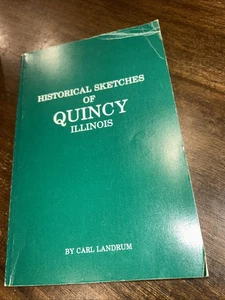 HISTORICAL SKETCHES
OF
QUINCY
ILLINOIS
BY CARL LANDRUM